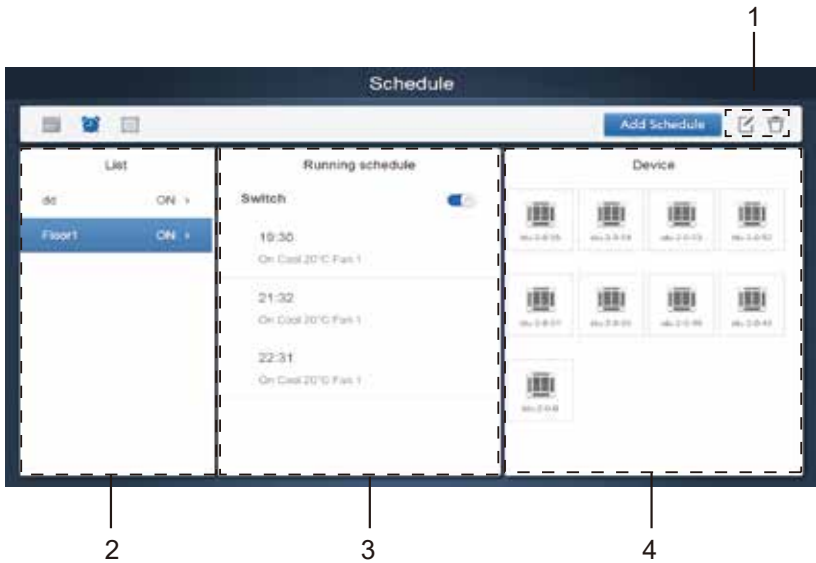 1
Schedule
Add Schedule
List
Running schedule
Device
dd ON >
Switch
Floor1 ON >
19:30
On Cool 20°C Fan 1
21:32
On Cool 20°C Fan 1
22:31
On Cool 20°C Fan 1
2
3
4